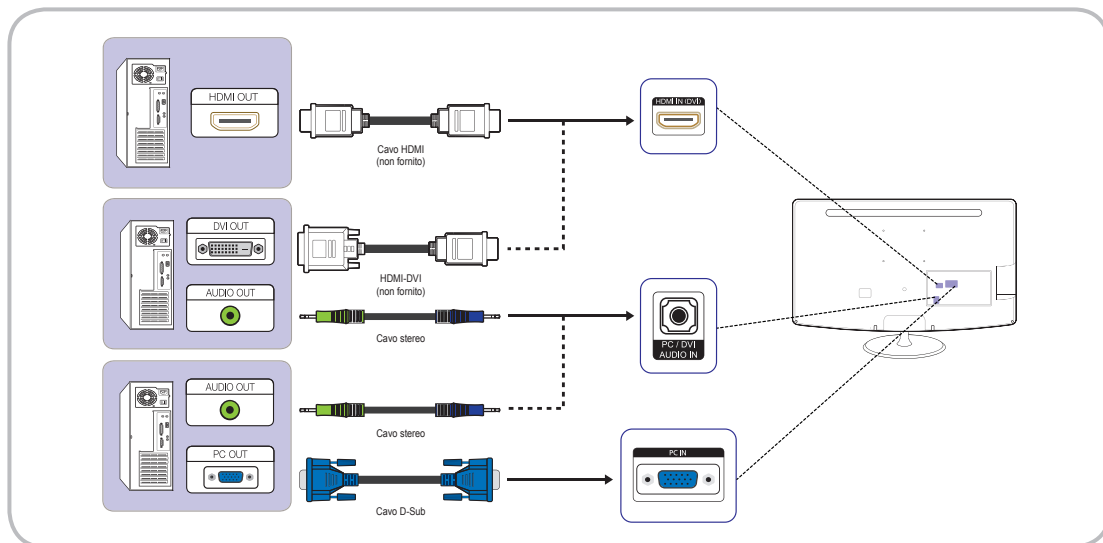 HDMI OUT
Cavo HDMI
(non fornito)
HDMI IN (DVI)
DVI OUT
HDMI-DVI
(non fornito)
AUDIO OUT
Cavo stereo
PC / DVI
AUDIO IN
AUDIO OUT
Cavo stereo
PC OUT
Cavo D-Sub
PC IN